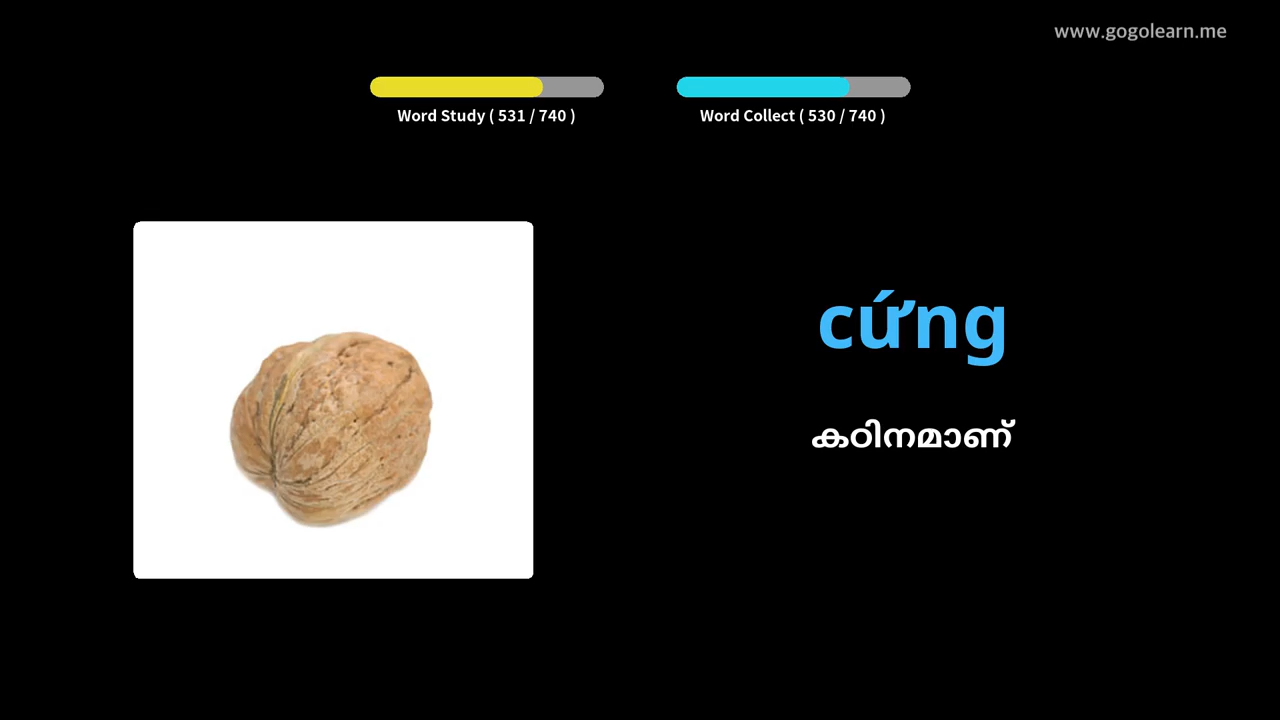 www.gogolearn.me
Word Study ( 531 / 740 )
Word Collect ( 530 / 740 )
cứng
കഠിനമാണ്